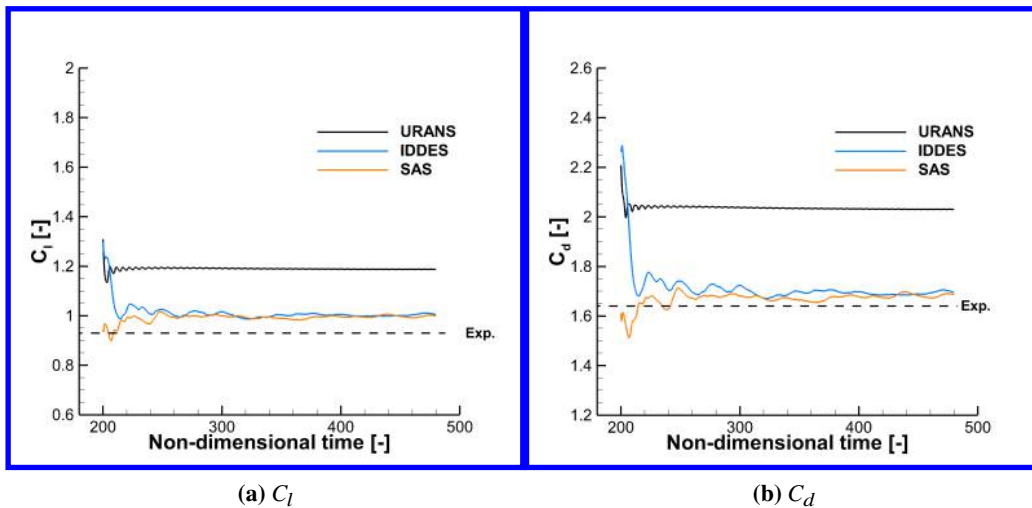 2
1.8
1.6
1.4
1.2
1
0.8
0.6
C_l [-]
URANS
IDDES
SAS
Exp.
200 300 400 500
Non-dimensional time [-]
(a) C_l
2.6
2.4
2.2
2
1.8
1.6
1.4
1.2
C_d [-]
URANS
IDDES
SAS
Exp.
200 300 400 500
Non-dimensional time [-]
(b) C_d